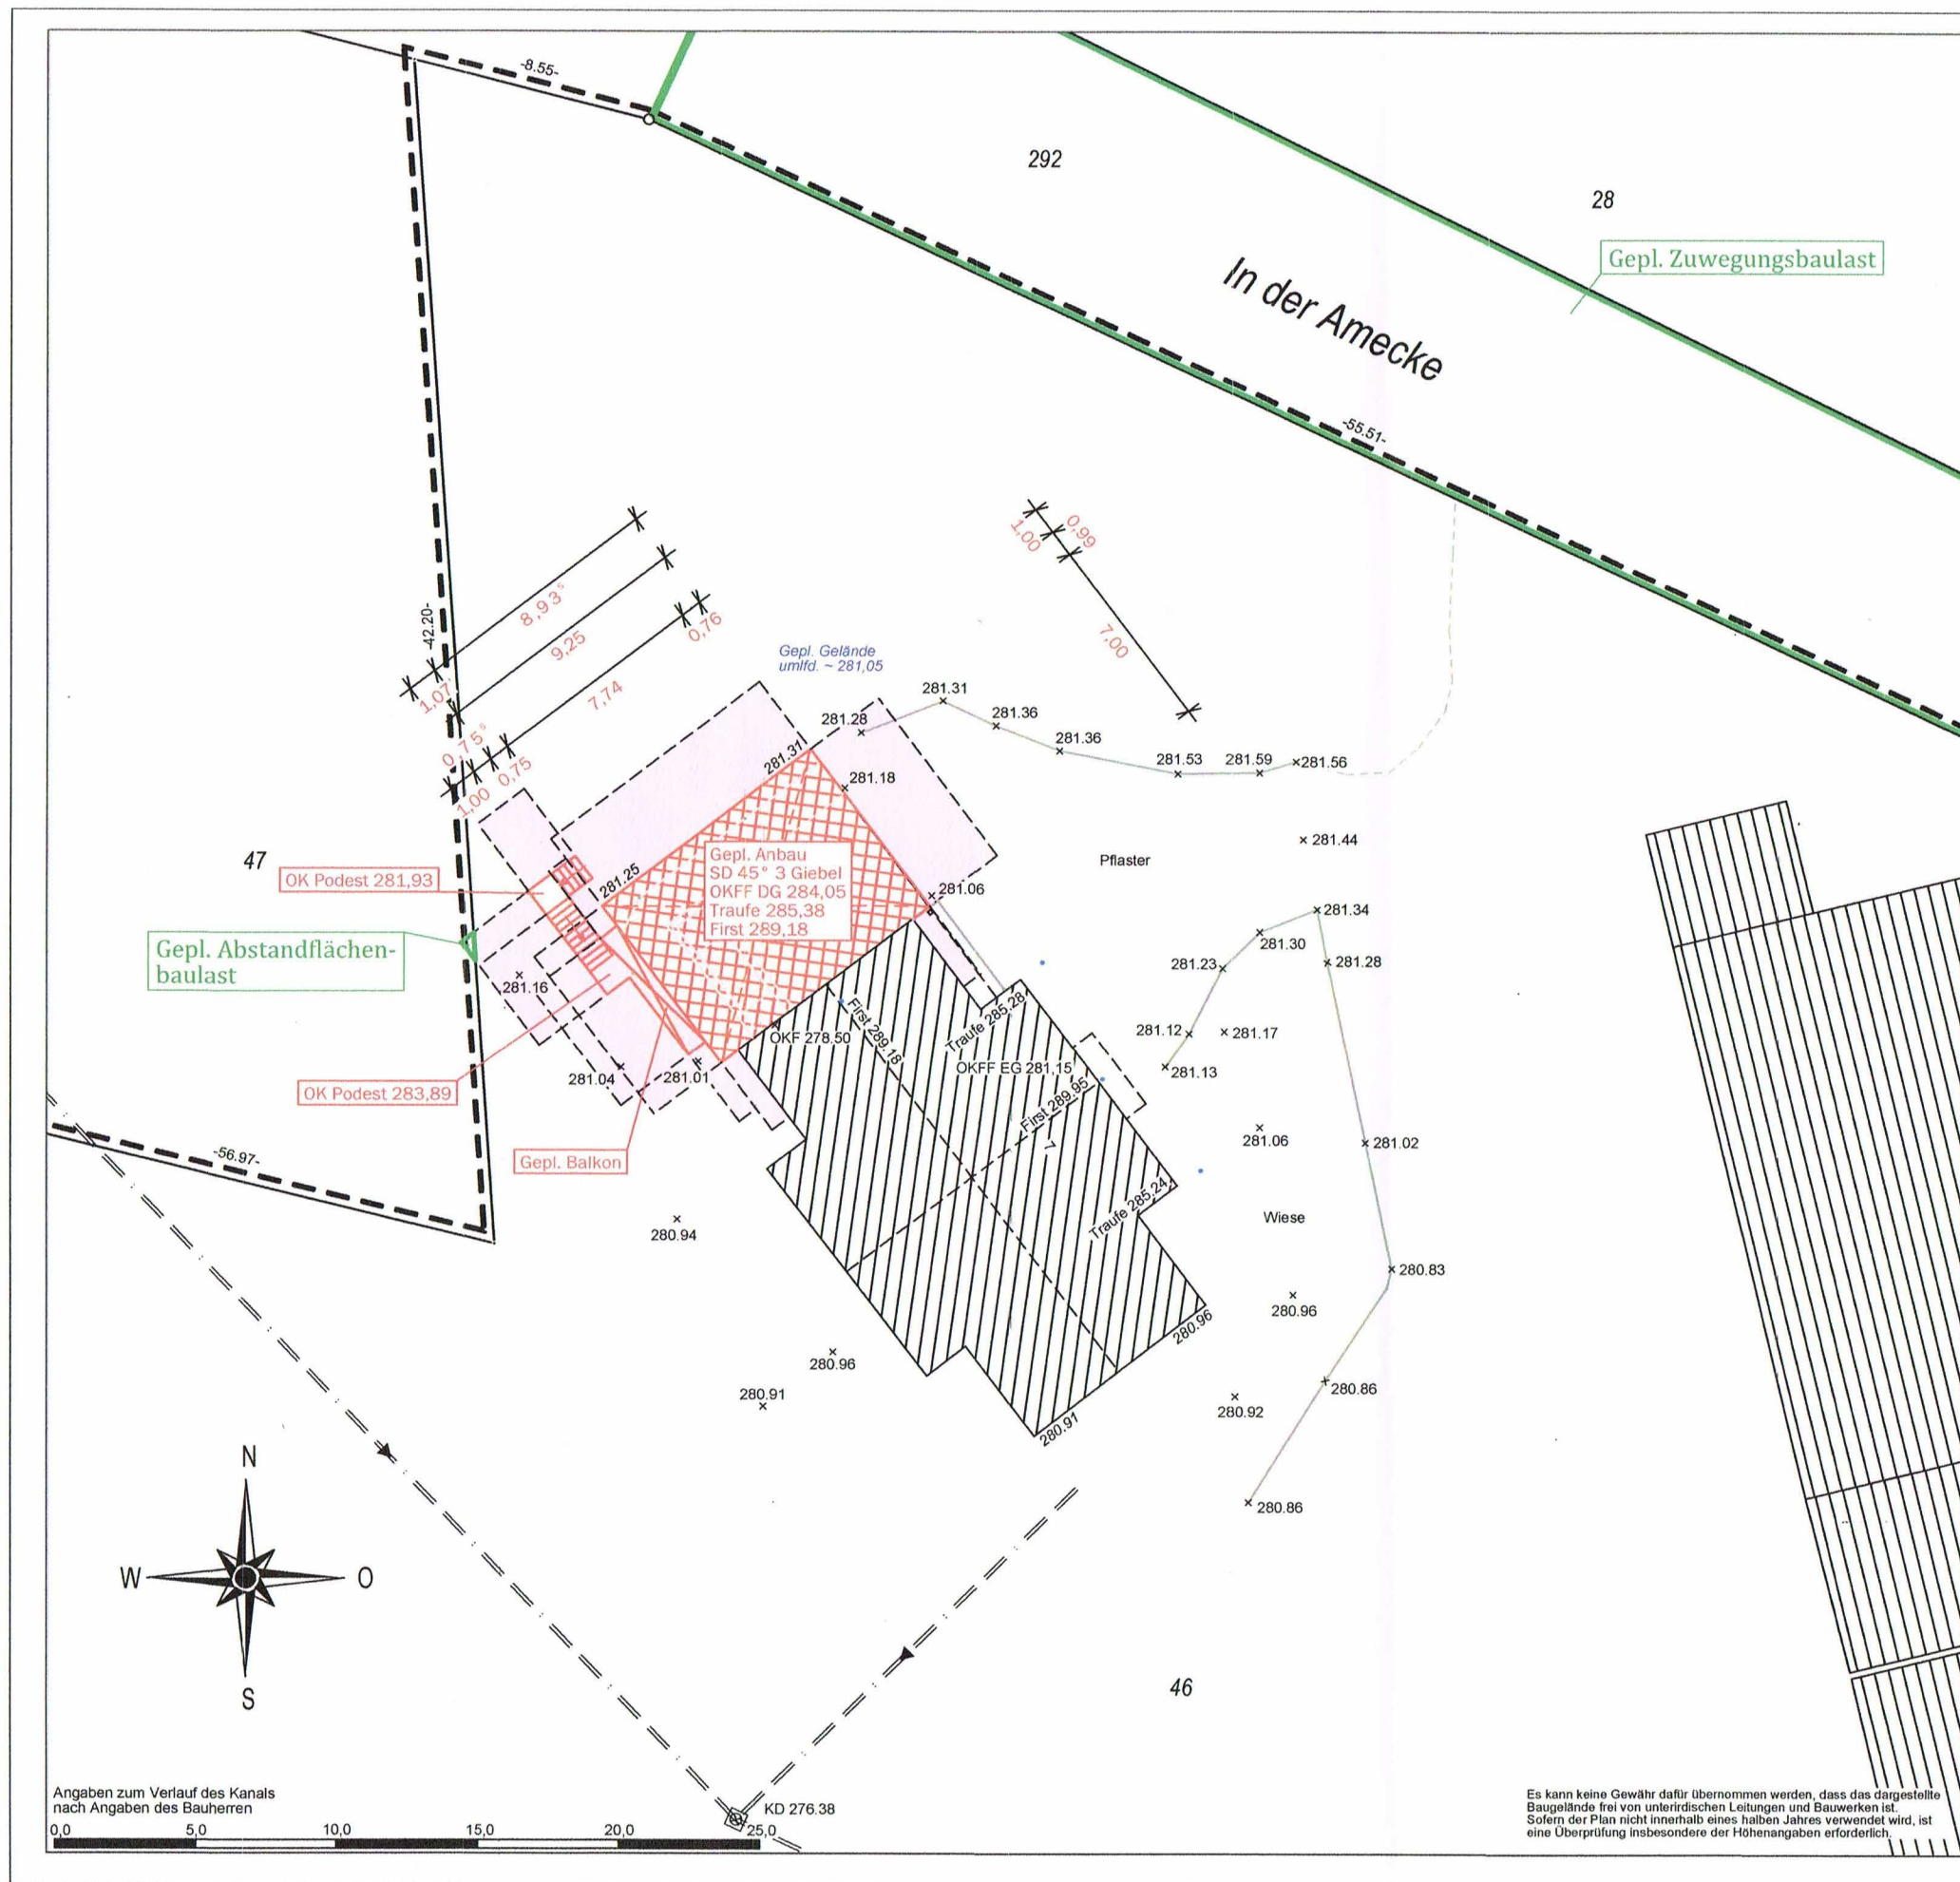 -8.55-
292
28
Gepl. Zuwegungsbaulast
In der Amecke
-55.51-
-42.20-
8,93⁵
9,25
7,74
0,76
1,07
0,75⁵
0,75
1,00
1,00
0,99
7,00
Gepl. Gelände
umlfd. ~ 281,05
281.31
281.28
281.36
281.36
281.53
281.59
281.56
281.31
281.18
281.44
Pflaster
47
OK Podest 281,93
281.25
Gepl. Anbau
SD 45° 3 Giebel
OKFF DG 284,05
Traufe 285,38
First 289,18
281.06
281.34
281.30
281.23
281.28
Gepl. Abstandflächen-
baulast
281.16
First 289.18
Traufe 285.28
OKF 278.50
281.12
281.17
281.13
OKFF EG 281,15
281.04
281.01
OK Podest 283,89
First 289.95
7
281.06
281.02
Gepl. Balkon
-56.97-
Traufe 285.24
Wiese
280.94
280.83
280.96
280.96
280.96
280.91
280.91
280.92
280.86
280.86
N
W
O
S
46
Angaben zum Verlauf des Kanals
nach Angaben des Bauherren
KD 276.38
0,0 5,0 10,0 15,0 20,0 25,0
Es kann keine Gewähr dafür übernommen werden, dass das dargestellte
Baugelände frei von unterirdischen Leitungen und Bauwerken ist.
Sofern der Plan nicht innerhalb eines halben Jahres verwendet wird, ist
eine Überprüfung insbesondere der Höhenangaben erforderlich.